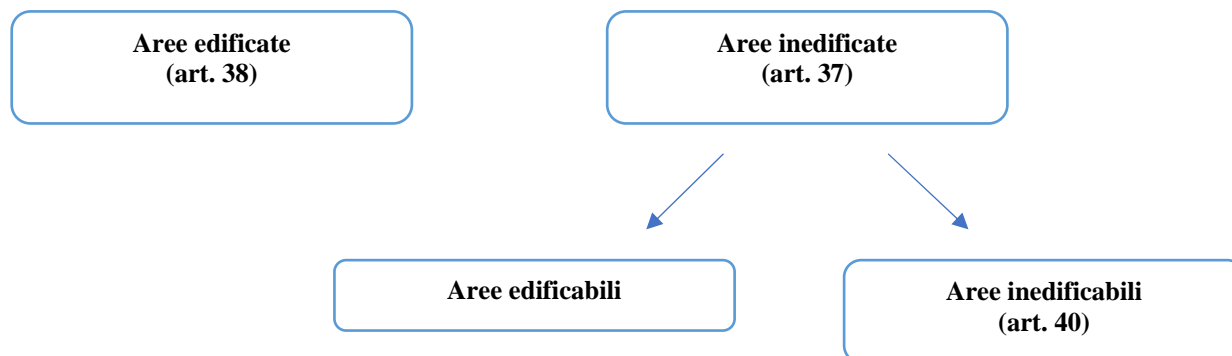 Aree edificate
(art. 38)
Aree inedificate
(art. 37)
Aree edificabili
Aree inedificabili
(art. 40)